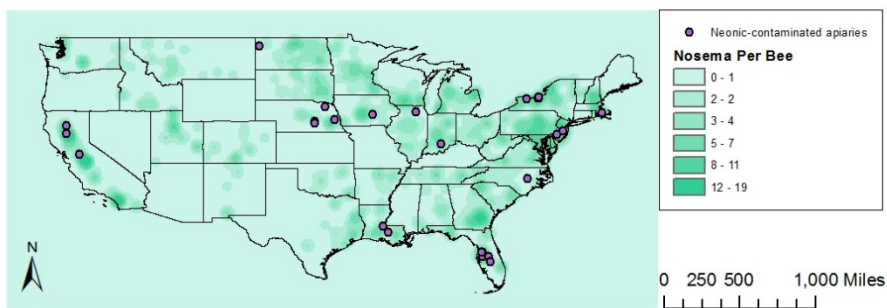 Neonic-contaminated apiaries
Nosema Per Bee
0 - 1
2 - 2
3 - 4
5 - 7
8 - 11
12 - 19
N
0 250 500 1,000 Miles